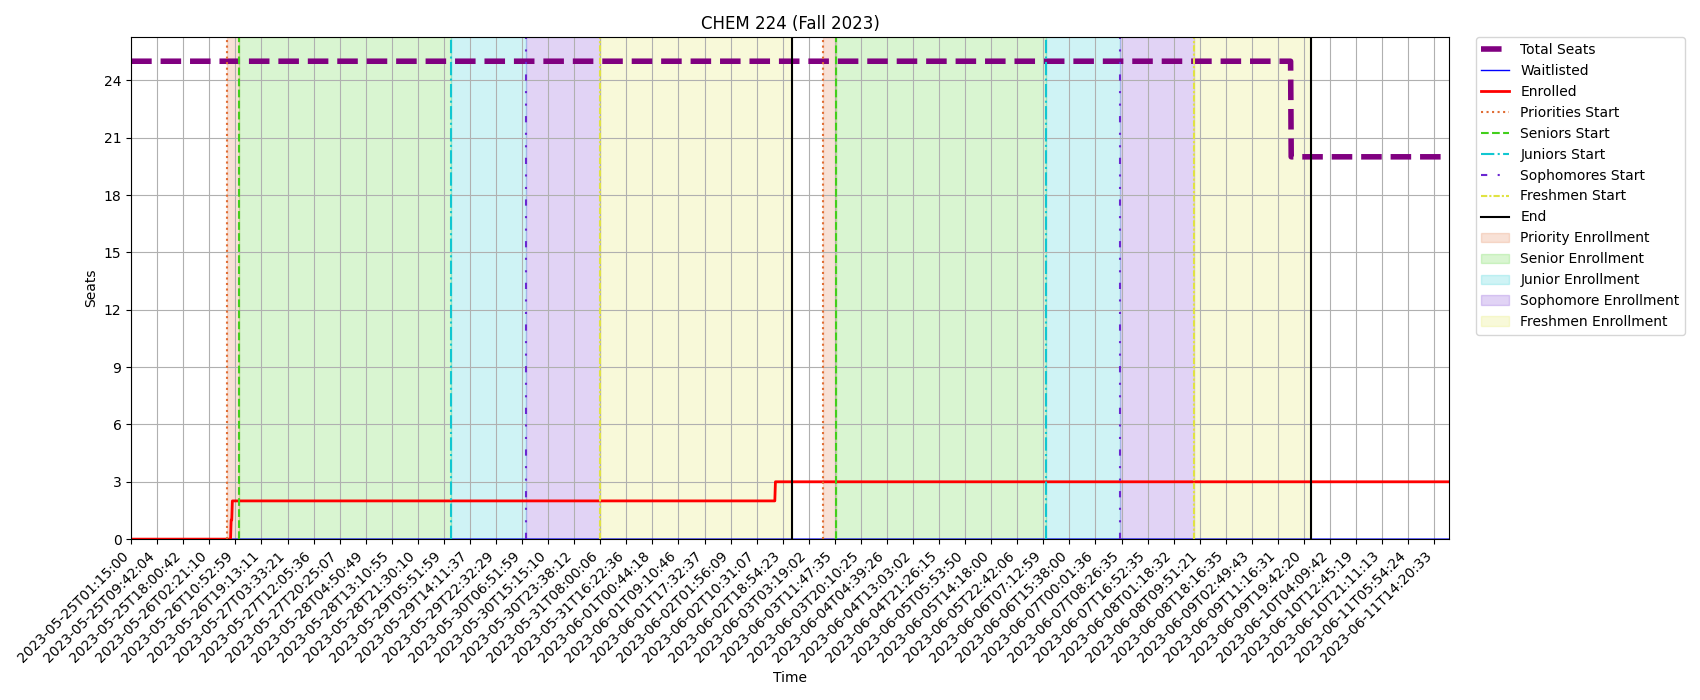 CHEM 224 (Fall 2023)
Seats
24
21
18
15
12
9
6
3
0
2023-05-25T01:15:00
2023-05-25T09:42:04
2023-05-25T18:00:42
2023-05-26T02:21:10
2023-05-26T10:52:59
2023-05-26T19:13:11
2023-05-27T03:33:21
2023-05-27T12:05:36
2023-05-27T20:25:07
2023-05-28T04:50:49
2023-05-28T13:10:55
2023-05-28T21:30:10
2023-05-29T05:51:59
2023-05-29T14:11:37
2023-05-29T22:32:29
2023-05-30T06:51:59
2023-05-30T15:15:10
2023-05-30T23:38:12
2023-05-31T08:00:06
2023-05-31T16:22:36
2023-06-01T00:44:18
2023-06-01T09:10:46
2023-06-01T17:32:37
2023-06-02T01:56:09
2023-06-02T10:31:07
2023-06-02T18:54:23
2023-06-03T03:19:02
2023-06-03T11:47:35
2023-06-03T20:10:25
2023-06-04T04:39:26
2023-06-04T13:03:02
2023-06-04T21:26:15
2023-06-05T05:53:50
2023-06-05T14:18:00
2023-06-05T22:42:06
2023-06-06T07:12:59
2023-06-06T15:38:00
2023-06-07T00:01:36
2023-06-07T08:26:35
2023-06-07T16:52:35
2023-06-08T01:18:32
2023-06-08T09:51:21
2023-06-08T18:16:35
2023-06-09T02:49:43
2023-06-09T11:16:31
2023-06-09T19:42:20
2023-06-10T04:09:42
2023-06-10T12:45:19
2023-06-10T21:11:13
2023-06-11T05:54:24
2023-06-11T14:20:33
Time
Total Seats
Waitlisted
Enrolled
Priorities Start
Seniors Start
Juniors Start
Sophomores Start
Freshmen Start
End
Priority Enrollment
Senior Enrollment
Junior Enrollment
Sophomore Enrollment
Freshmen Enrollment